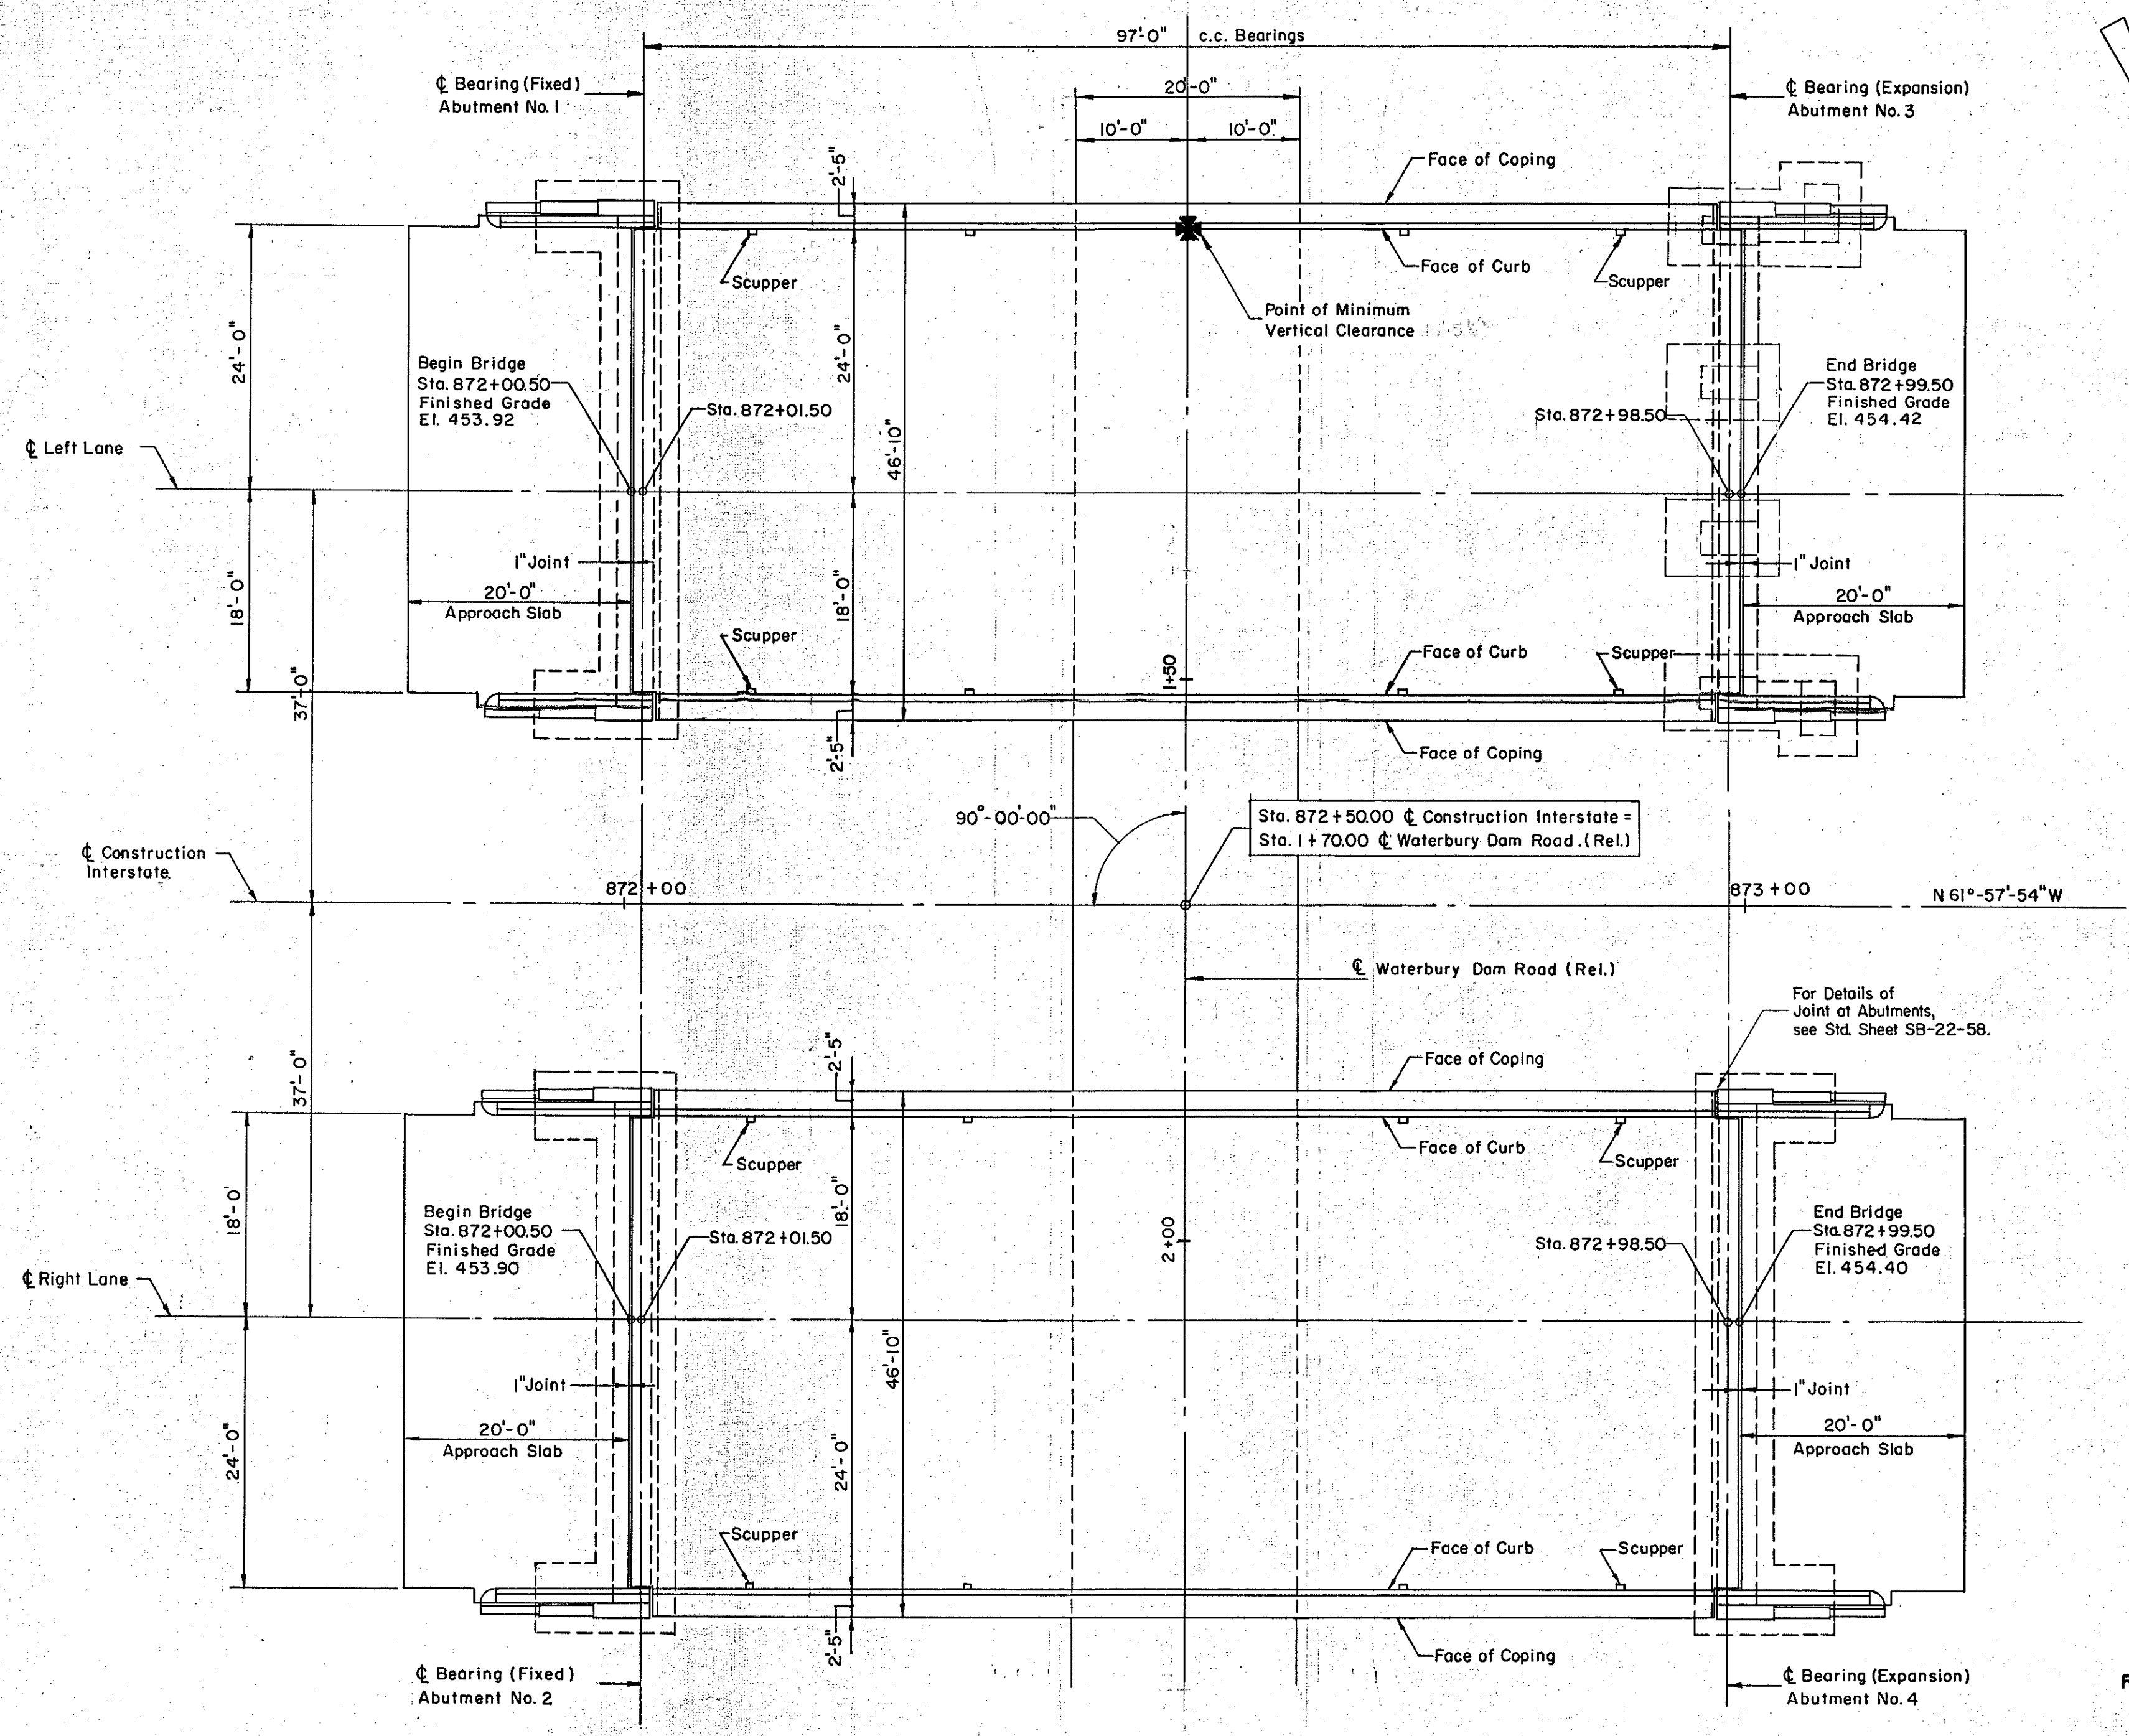 97'-0" c.c. Bearings
℄ Bearing (Fixed)
Abutment No. 1
20'-0"
℄ Bearing (Expansion)
Abutment No. 3
10'-0" 10'-0"
2'-5"
Face of Coping
Scupper
Face of Curb
Scupper
Point of Minimum
Vertical Clearance
24'-0"
24'-0"
Begin Bridge
Sta. 872+00.50
Finished Grade
El. 453.92
Sta. 872+01.50
End Bridge
Sta. 872+99.50
Finished Grade
El. 454.42
Sta. 872+98.50
46'-10"
℄ Left Lane
1" Joint
1" Joint
20'-0"
Approach Slab
18'-0"
18'-0"
20'-0"
Approach Slab
Scupper
Face of Curb
Scupper
1+50
37'-0"
2'-5"
Face of Coping
90°-00'-00"
Sta. 872+50.00 ℄ Construction Interstate =
Sta. 1+70.00 ℄ Waterbury Dam Road. (Rel.)
℄ Construction
Interstate
872+00
873+00
N 61°-57'-54" W
℄ Waterbury Dam Road (Rel.)
For Details of
Joint at Abutments,
see Std. Sheet SB-22-58.
37'-0"
2'-5"
Face of Coping
Scupper
Face of Curb
Scupper
18'-0'
18'-0"
Begin Bridge
Sta. 872+00.50
Finished Grade
El. 453.90
Sta. 872+01.50
2+00
Sta. 872+98.50
End Bridge
Sta. 872+99.50
Finished Grade
El. 454.40
℄ Right Lane
46'-10"
1" Joint
1" Joint
20'-0"
Approach Slab
24'-0"
24'-0"
20'-0"
Approach Slab
Scupper
Face of Curb
Scupper
2'-5"
Face of Coping
℄ Bearing (Fixed)
Abutment No. 2
℄ Bearing (Expansion)
Abutment No. 4